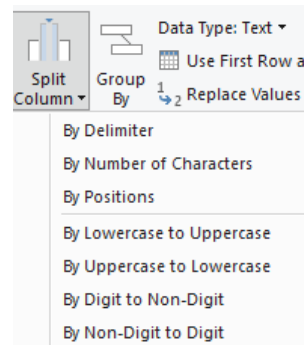 Data Type: Text
Use First Row a
Replace Values
1
2
Split
Column
Group
By
By Delimiter
By Number of Characters
By Positions
By Lowercase to Uppercase
By Uppercase to Lowercase
By Digit to Non-Digit
By Non-Digit to Digit